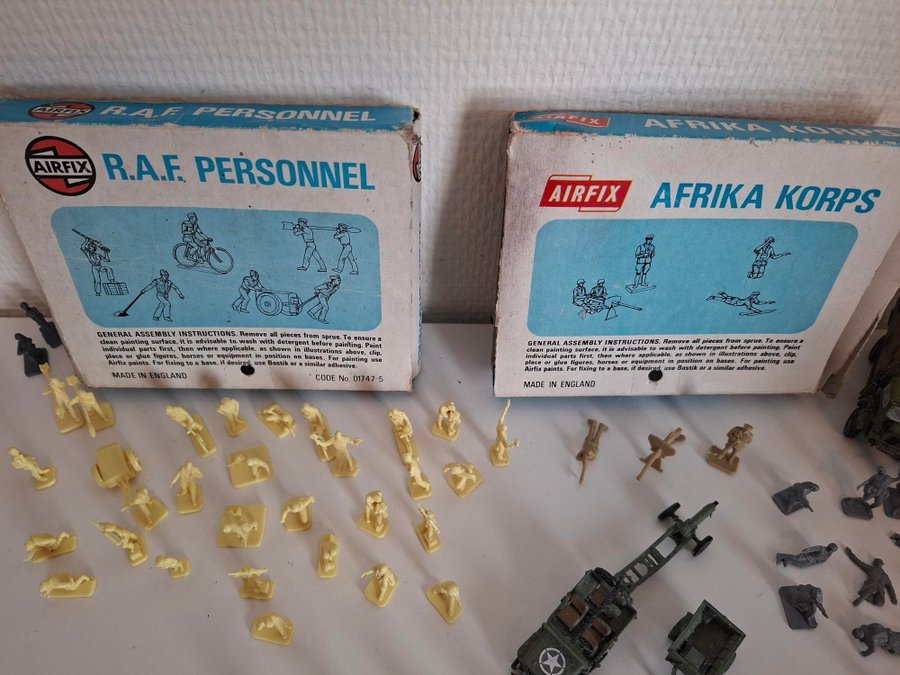 AIRFIX R.A.F. PERSONNEL
AIRFIX R.A.F. PERSONNEL
GENERAL ASSEMBLY INSTRUCTIONS. Remove all pieces from sprue. To ensure a
clean painting surface, it is advisable to wash with detergent before painting. Paint
individual parts first, then where applicable, as shown in illustrations above, clip,
place or glue figures, horses or equipment in position on bases. For painting use
Airfix paints. For fixing to a base, if desired, use Bostik or a similar adhesive.
MADE IN ENGLAND CODE No. 01747-5
AIRFIX AFRIKA KORPS
AIRFIX AFRIKA KORPS
GENERAL ASSEMBLY INSTRUCTIONS. Remove all pieces from sprue. To ensure a
clean painting surface, it is advisable to wash with detergent before painting. Paint
individual parts first, then where applicable, as shown in illustrations above, clip,
place or glue figures, horses or equipment in position on bases. For painting use
Airfix paints. For fixing to a base, if desired, use Bostik or a similar adhesive.
MADE IN ENGLAND